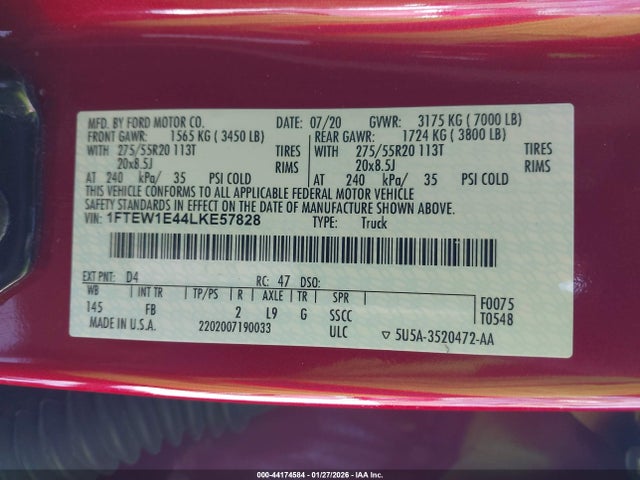 MFD. BY FORD MOTOR CO. DATE: 07/20 GVWR: 3175 KG ( 7000 LB)
FRONT GAWR: 1565 KG ( 3450 LB) REAR GAWR: 1724 KG ( 3800 LB)
WITH 275/55R20 113T TIRES WITH 275/55R20 113T TIRES
20x8.5J RIMS 20x8.5J RIMS
AT 240 kPa/ 35 PSI COLD AT 240 kPa/ 35 PSI COLD
THIS VEHICLE CONFORMS TO ALL APPLICABLE FEDERAL MOTOR VEHICLE
SAFETY STANDARDS IN EFFECT ON THE DATE OF MANUFACTURE SHOWN ABOVE.
VIN: 1FTEW1E44LKE57828 TYPE: Truck
EXT PNT: D4 RC: 47 DSO:
WB INT TR TP/PS R AXLE TR SPR F0075
145 FB 2 L9 G SSCC T0548
MADE IN U.S.A. 2202007190033 ULC ▽ 5U5A-3520472-AA
000-44174584 | 01/27/2026 - IAA Inc.